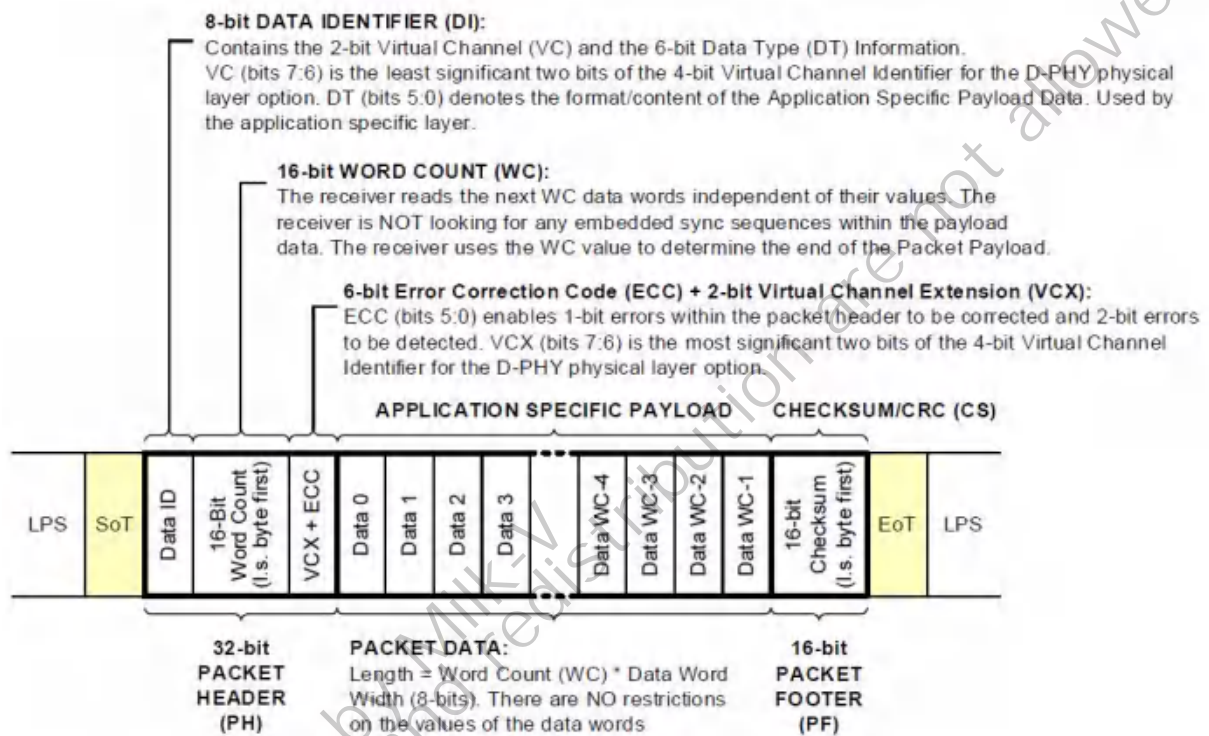 8-bit DATA IDENTIFIER (DI):
Contains the 2-bit Virtual Channel (VC) and the 6-bit Data Type (DT) Information.
VC (bits 7:6) is the least significant two bits of the 4-bit Virtual Channel Identifier for the D-PHY physical
layer option. DT (bits 5:0) denotes the format/content of the Application Specific Payload Data. Used by
the application specific layer.
16-bit WORD COUNT (WC):
The receiver reads the next WC data words independent of their values. The
receiver is NOT looking for any embedded sync sequences within the payload
data. The receiver uses the WC value to determine the end of the Packet Payload.
6-bit Error Correction Code (ECC) + 2-bit Virtual Channel Extension (VCX):
ECC (bits 5:0) enables 1-bit errors within the packet header to be corrected and 2-bit errors
to be detected. VCX (bits 7:6) is the most significant two bits of the 4-bit Virtual Channel
Identifier for the D-PHY physical layer option.
APPLICATION SPECIFIC PAYLOAD
CHECKSUM/CRC (CS)
LPS
SoT
Data ID
16-Bit
Word Count
(l.s. byte first)
VCX + ECC
Data 0
Data 1
Data 2
Data 3
Data WC-4
Data WC-3
Data WC-2
Data WC-1
16-bit
Checksum
(l.s. byte first)
EoT
LPS
32-bit
PACKET
HEADER
(PH)
PACKET DATA:
Length = Word Count (WC) * Data Word
Width (8-bits). There are NO restrictions
on the values of the data words
16-bit
PACKET
FOOTER
(PF)
by Milk-V
redistribution are not